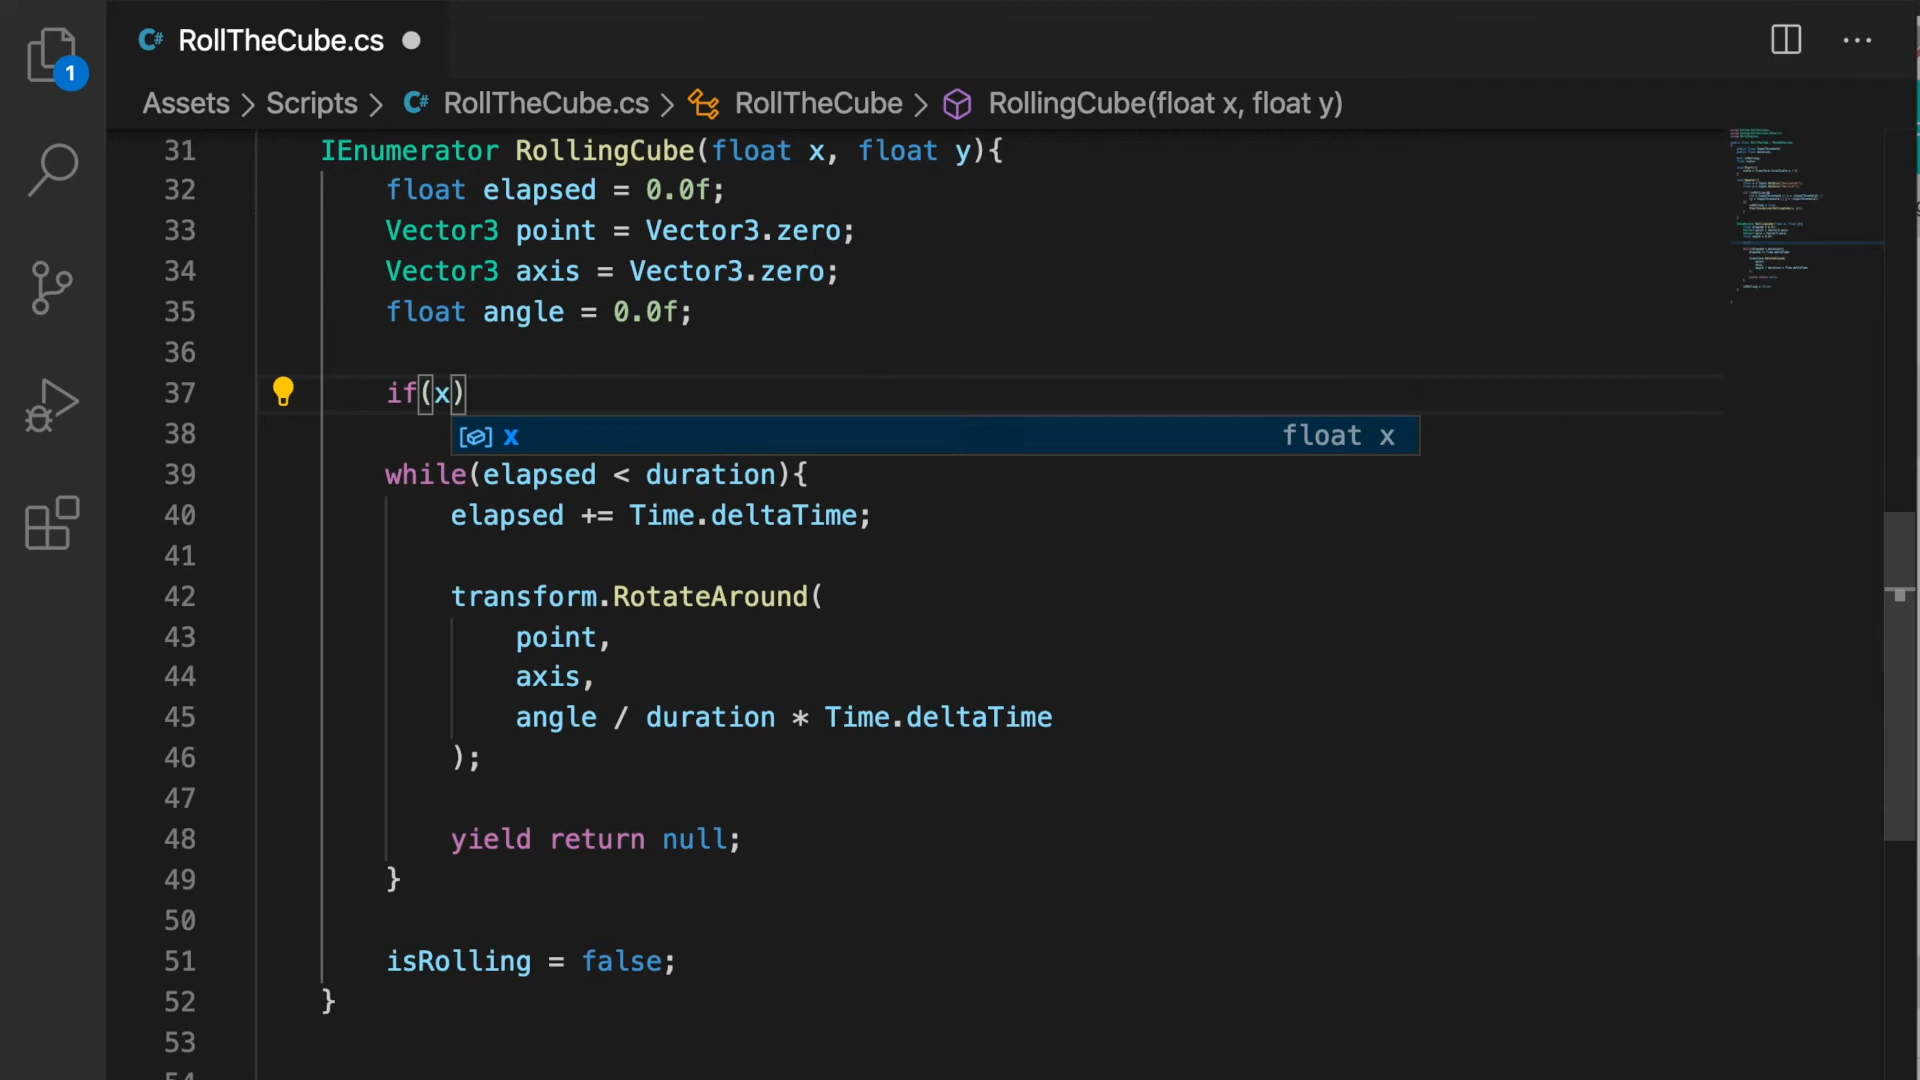 RollTheCube.cs
1
Assets > Scripts > RollTheCube.cs > RollTheCube > RollingCube(float x, float y)
31 IEnumerator RollingCube(float x, float y){
32 float elapsed = 0.0f;
33 Vector3 point = Vector3.zero;
34 Vector3 axis = Vector3.zero;
35 float angle = 0.0f;
36
37 if(x)
38 x float x
39 while(elapsed < duration){
40 elapsed += Time.deltaTime;
41
42 transform.RotateAround(
43 point,
44 axis,
45 angle / duration * Time.deltaTime
46 );
47
48 yield return null;
49 }
50
51 isRolling = false;
52 }
53
54